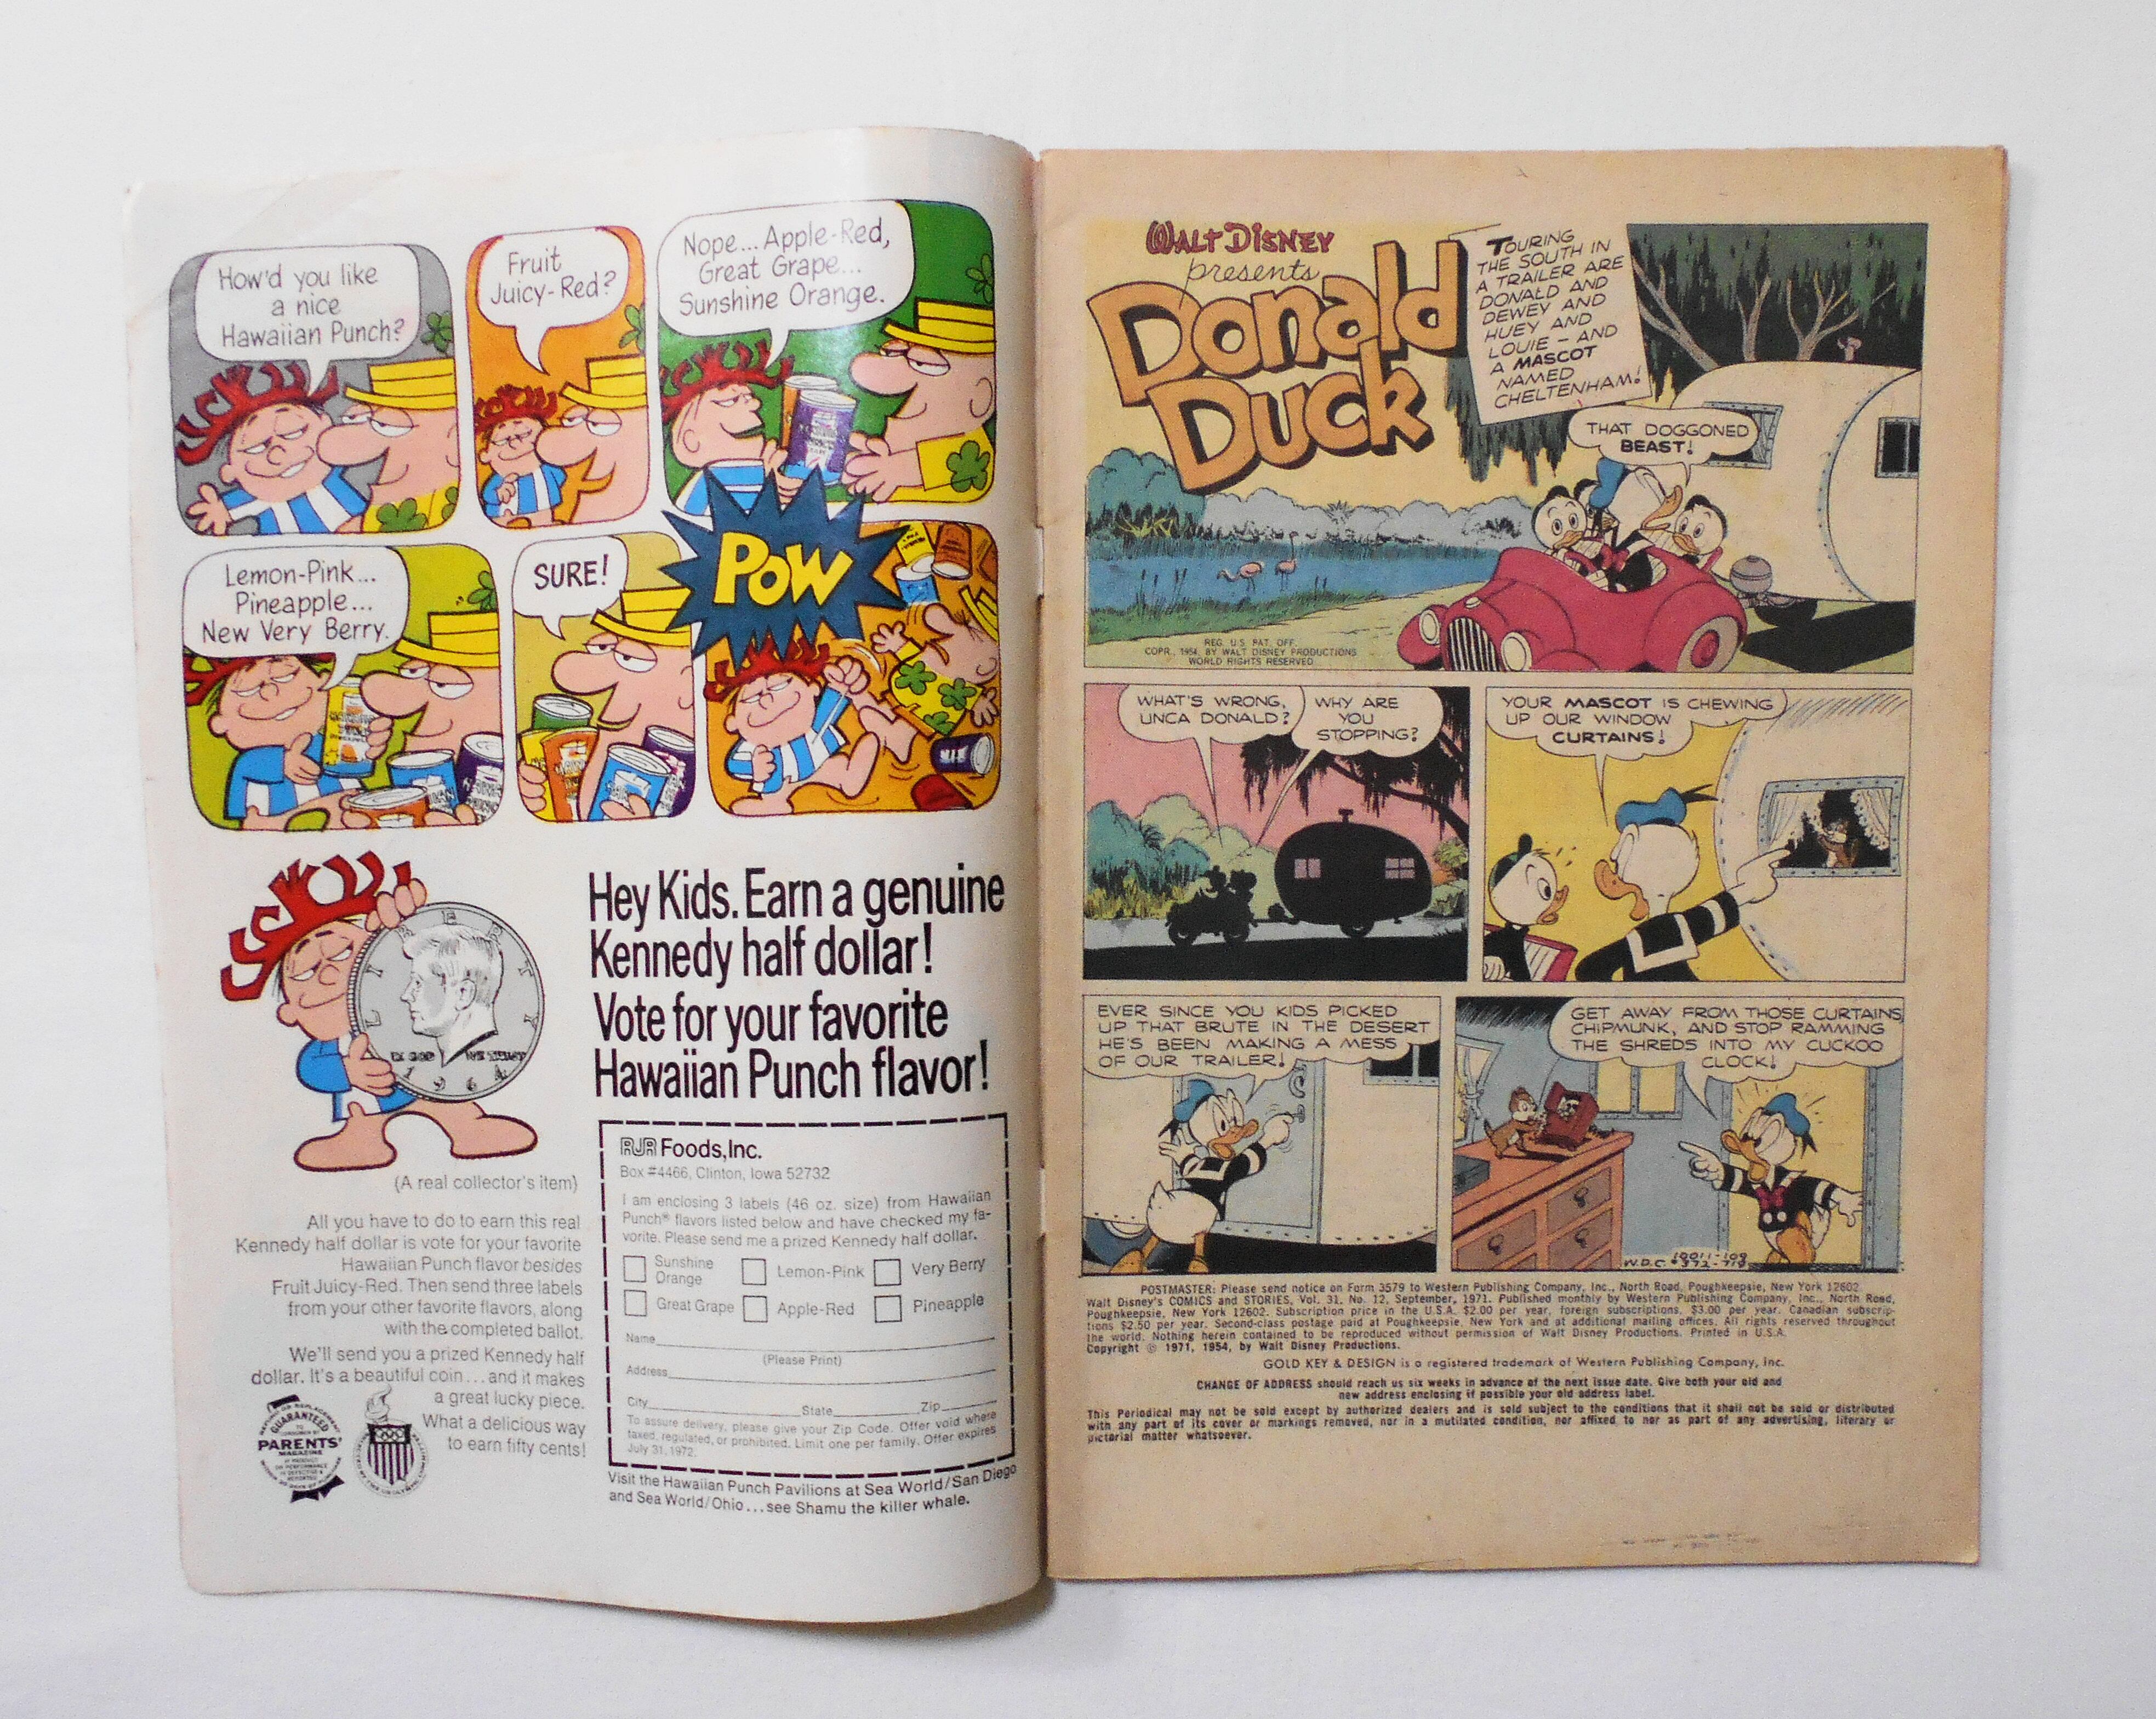 How'd you like
a nice
Hawaiian Punch?
Fruit
Juicy-Red?
Nope... Apple-Red,
Great Grape...
Sunshine Orange.
Lemon-Pink...
Pineapple...
New Very Berry.
SURE!
POW
LIBERTY
1964
Hey Kids. Earn a genuine
Kennedy half dollar!
Vote for your favorite
Hawaiian Punch flavor!
(A real collector's item)
All you have to do to earn this real
Kennedy half dollar is vote for your favorite
Hawaiian Punch flavor besides
Fruit Juicy-Red. Then send three labels
from your other favorite flavors, along
with the completed ballot.
We'll send you a prized Kennedy half
dollar. It's a beautiful coin...and it makes
a great lucky piece.
What a delicious way
to earn fifty cents!
GUARANTEED
PARENTS'
MAGAZINE
RJR Foods, Inc.
Box #4466, Clinton, Iowa 52732
I am enclosing 3 labels (46 oz. size) from Hawaiian
Punch® flavors listed below and have checked my fa-
vorite. Please send me a prized Kennedy half dollar.
Sunshine
Orange
Lemon-Pink
Very Berry
Great Grape
Apple-Red
Pineapple
Name
(Please Print)
Address
City State Zip
To assure delivery, please give your Zip Code. Offer void where
taxed, regulated, or prohibited. Limit one per family. Offer expires
July 31, 1972.
Visit the Hawaiian Punch Pavilions at Sea World/San Diego
and Sea World/Ohio...see Shamu the killer whale.
WALT DISNEY
presents
Donald
Duck
TOURING
THE SOUTH IN
A TRAILER ARE
DONALD AND
DEWEY AND
HUEY AND
LOUIE – AND
A MASCOT
NAMED
CHELTENHAM!
THAT DOGGONED
BEAST!
REG. U.S. PAT. OFF.
COPR., 1954, BY WALT DISNEY PRODUCTIONS
WORLD RIGHTS RESERVED
WHAT'S WRONG,
UNCA DONALD?
WHY ARE
YOU
STOPPING?
YOUR MASCOT IS CHEWING
UP OUR WINDOW
CURTAINS!
EVER SINCE YOU KIDS PICKED
UP THAT BRUTE IN THE DESERT
HE'S BEEN MAKING A MESS
OF OUR TRAILER!
GET AWAY FROM THOSE CURTAINS,
CHIPMUNK, AND STOP RAMMING
THE SHREDS INTO MY CUCKOO
CLOCK!
10011-109
W.D.C. #372-718
POSTMASTER: Please send notice on Form 3579 to Western Publishing Company, Inc., North Road, Poughkeepsie, New York 12602
Walt Disney's COMICS and STORIES, Vol. 31, No. 12, September, 1971. Published monthly by Western Publishing Company, Inc., North Road,
Poughkeepsie, New York 12602. Subscription price in the U.S.A. $2.00 per year, foreign subscriptions, $3.00 per year. Canadian subscrip-
tions $2.50 per year. Second-class postage paid at Poughkeepsie, New York and at additional mailing offices. All rights reserved throughout
the world. Nothing herein contained to be reproduced without permission of Walt Disney Productions. Printed in U.S.A.
Copyright © 1971, 1954, by Walt Disney Productions.
GOLD KEY & DESIGN is a registered trademark of Western Publishing Company, Inc.
CHANGE OF ADDRESS should reach us six weeks in advance of the next issue date. Give both your old and
new address enclosing if possible your old address label.
This Periodical may not be sold except by authorized dealers and is sold subject to the conditions that it shall not be sold or distributed
with any part of its cover or markings removed, nor in a mutilated condition, nor affixed to nor as part of any advertising, literary or
pictorial matter whatsoever.